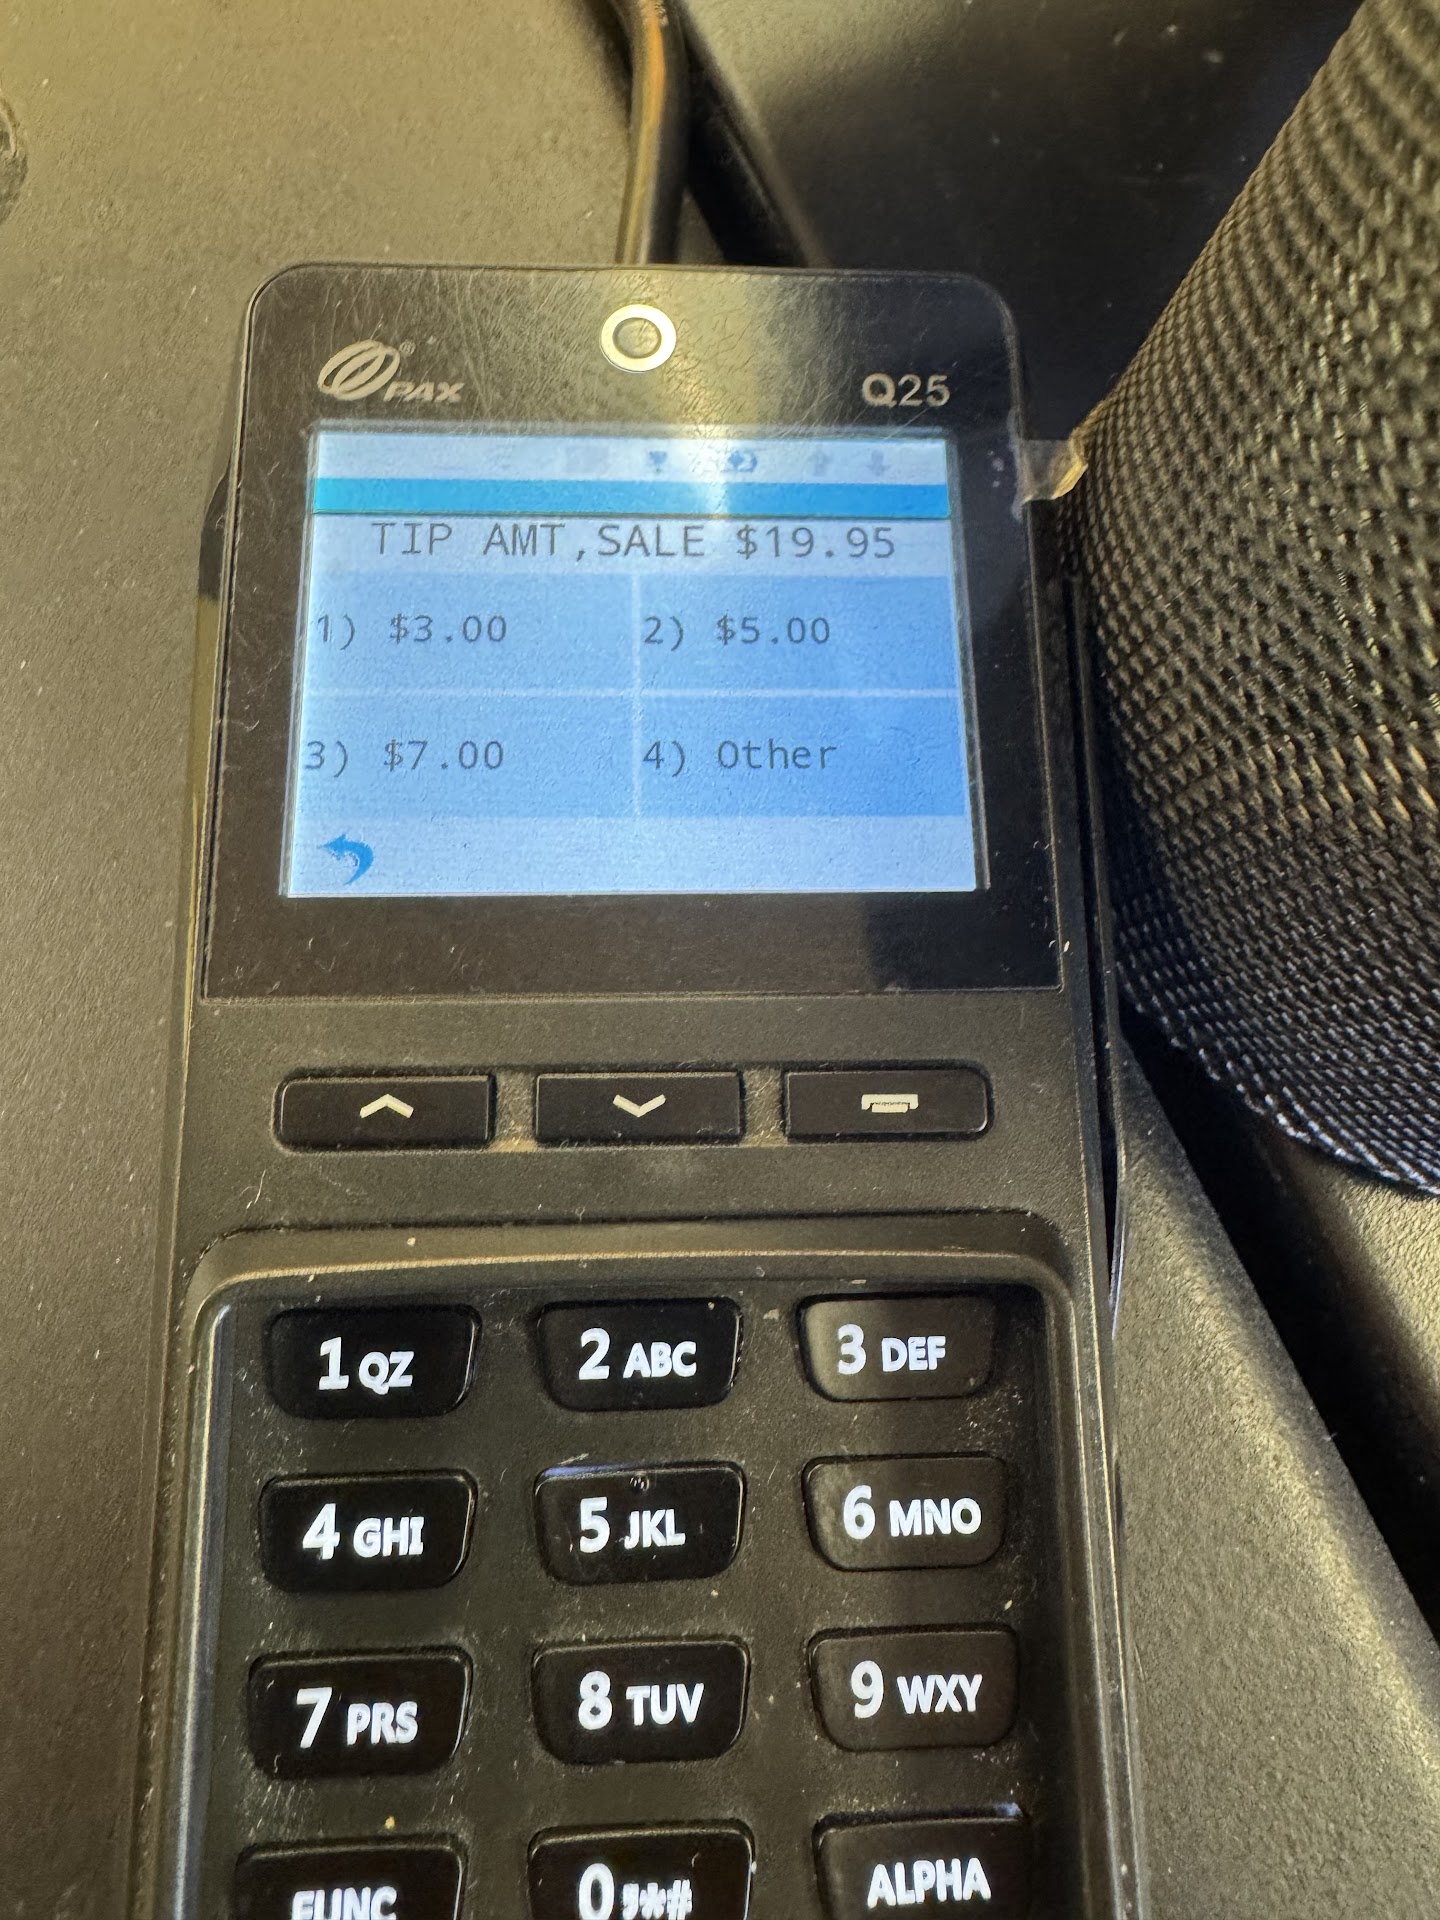 PAX®
Q25
TIP AMT,SALE $19.95
1) $3.00 2) $5.00
3) $7.00 4) Other
1 QZ 2 ABC 3 DEF
4 GHI 5 JKL 6 MNO
7 PRS 8 TUV 9 WXY
FUNC 0 ,*# ALPHA